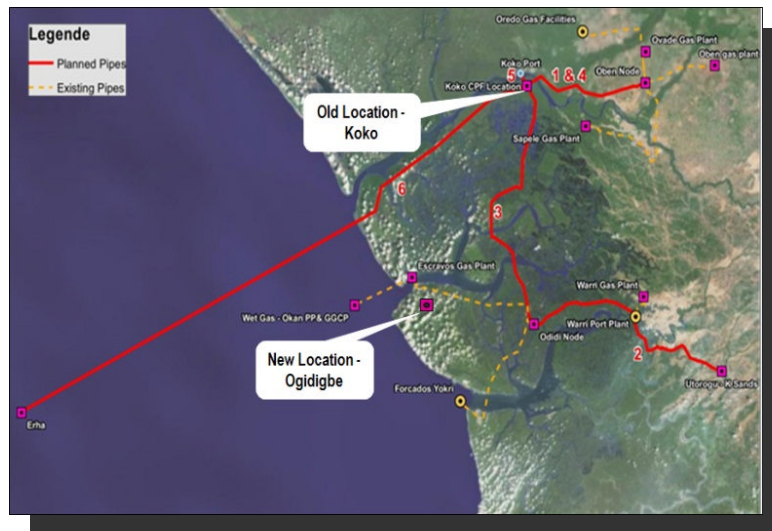 Legende
Planned Pipes
Existing Pipes
Oredo Gas Facilities
Ovade Gas Plant
Oben gas plant
Koko Port
Oben Node
5
1 & 4
Koko CPF Location
Old Location -
Koko
Sapele Gas Plant
6
3
Escravos Gas Plant
Warri Gas Plant
Wet Gas - Okan PP& GGCP
Warri Port Plant
Odidi Node
New Location -
Ogidigbe
2
Utorogu - K Sands
Forcados Yokri
Erha